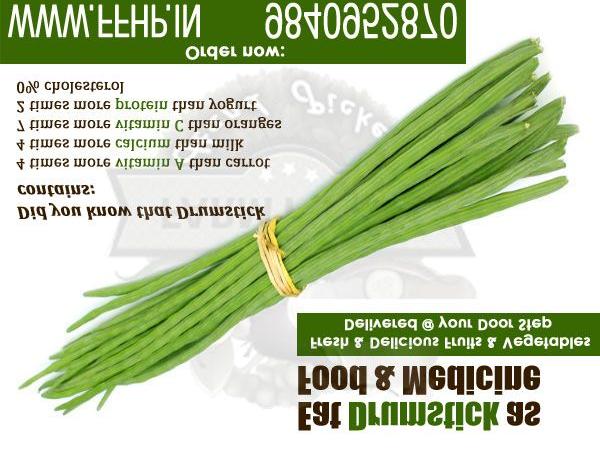 Eat Drumstick as
Food & Medicine
Fresh & Delicious Fruits & Vegetables
Delivered @ your Door Step
Did you know that Drumstick
contains:
4 times more vitamin A than carrot
4 times more calcium than milk
7 times more vitamin C than oranges
2 times more protein than yogurt
0% cholesterol
Order now:
WWW.FFHP.IN 9840952870